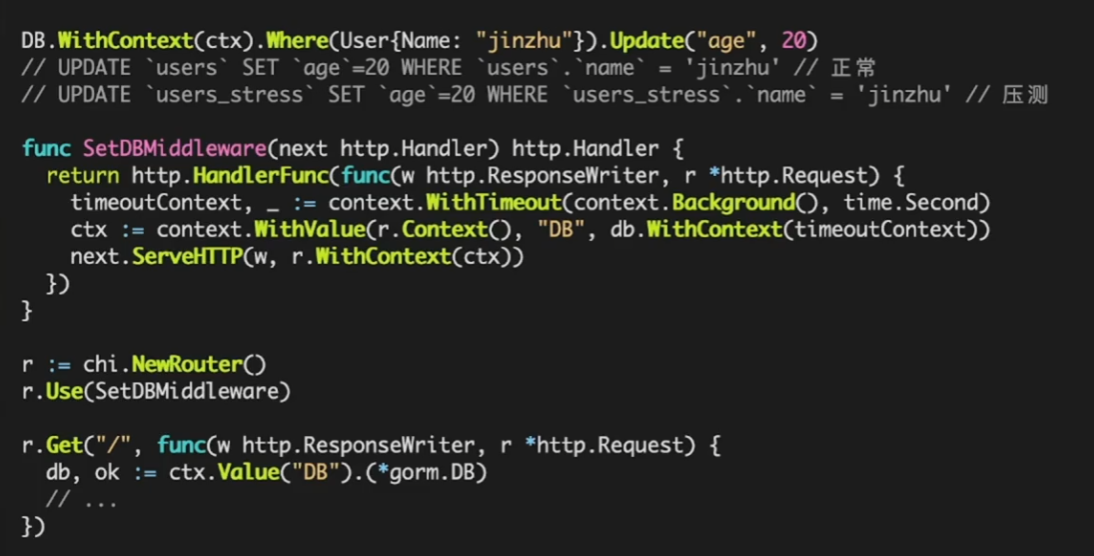 DB.WithContext(ctx).Where(User{Name: "jinzhu"}).Update("age", 20)
// UPDATE `users` SET `age`=20 WHERE `users`.`name` = 'jinzhu' // 正常
// UPDATE `users_stress` SET `age`=20 WHERE `users_stress`.`name` = 'jinzhu' // 压测
func SetDBMiddleware(next http.Handler) http.Handler {
  return http.HandlerFunc(func(w http.ResponseWriter, r *http.Request) {
    timeoutContext, _ := context.WithTimeout(context.Background(), time.Second)
    ctx := context.WithValue(r.Context(), "DB", db.WithContext(timeoutContext))
    next.ServeHTTP(w, r.WithContext(ctx))
  })
}
r := chi.NewRouter()
r.Use(SetDBMiddleware)
r.Get("/", func(w http.ResponseWriter, r *http.Request) {
  db, ok := ctx.Value("DB").(*gorm.DB)
  // ...
})